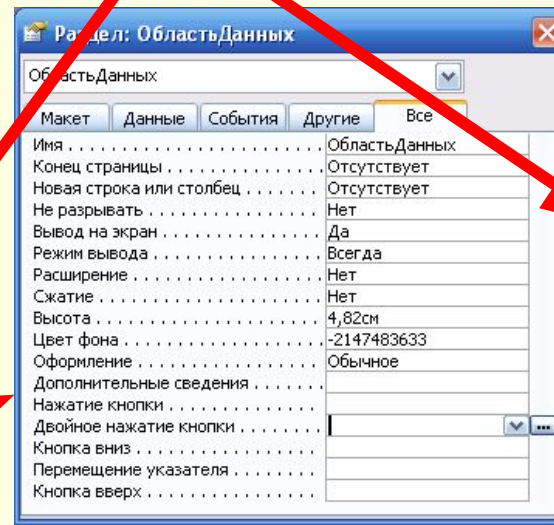 Раздел: ОбластьДанных
ОбластьДанных
Макет Данные События Другие Все
Имя . . . . . . . . . . . . . . . . . . . . . . . . ОбластьДанных
Конец страницы . . . . . . . . . . . . . . . . Отсутствует
Новая строка или столбец . . . . . . . Отсутствует
Не разрывать . . . . . . . . . . . . . . . . . Нет
Вывод на экран . . . . . . . . . . . . . . . . Да
Режим вывода . . . . . . . . . . . . . . . . . Всегда
Расширение . . . . . . . . . . . . . . . . . . . Нет
Сжатие . . . . . . . . . . . . . . . . . . . . . . Нет
Высота . . . . . . . . . . . . . . . . . . . . . . 4,82см
Цвет фона . . . . . . . . . . . . . . . . . . . . -2147483633
Оформление . . . . . . . . . . . . . . . . . . Обычное
Дополнительные сведения . . . . . . .
Нажатие кнопки . . . . . . . . . . . . . . .
Двойное нажатие кнопки . . . . . . . . ...
Кнопка вниз . . . . . . . . . . . . . . . . . .
Перемещение указателя . . . . . . . . .
Кнопка вверх . . . . . . . . . . . . . . . . .